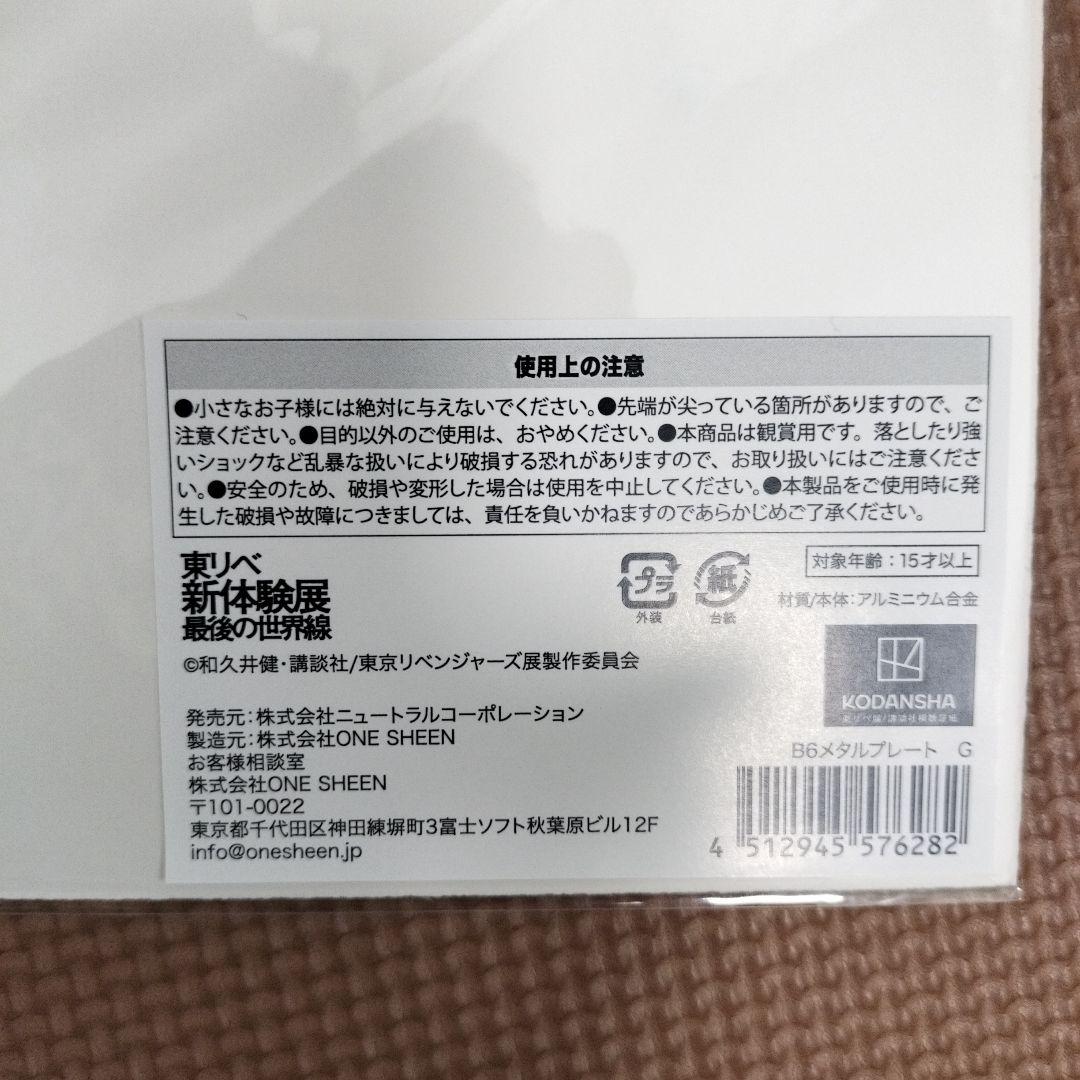 使用上の注意
●小さなお子様には絶対に与えないでください。●先端が尖っている箇所がありますので、ご
注意ください。●目的以外のご使用は、おやめください。●本商品は観賞用です。落としたり強
いショックなど乱暴な扱いにより破損する恐れがありますので、お取り扱いにはご注意くださ
い。●安全のため、破損や変形した場合は使用を中止してください。●本製品をご使用時に発
生した破損や故障につきましては、責任を負いかねますのであらかじめご了承ください。
東リベ
新体験展
最後の世界線
©和久井健・講談社/東京リベンジャーズ展製作委員会
プラ
外装
紙
台紙
対象年齢：15才以上
材質/本体：アルミニウム合金
KODANSHA
発売元：株式会社ニュートラルコーポレーション
製造元：株式会社ONE SHEEN
お客様相談室
株式会社ONE SHEEN
〒101-0022
東京都千代田区神田練塀町3富士ソフト秋葉原ビル12F
info@onesheen.jp
B6メタルプレート G
4 512945 576282